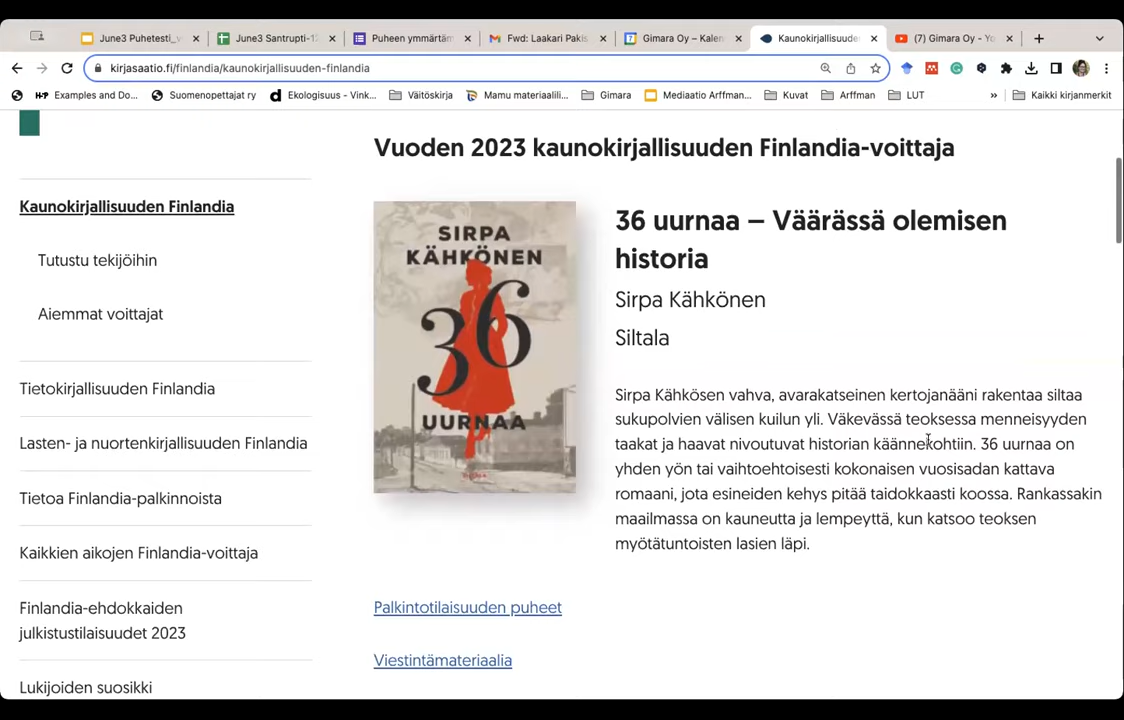 June3 Puhetesti_v
June3 Santrupti-1
Puheen ymmärtäm
Fwd: Laakari Pakis
Gimara Oy – Kalen
Kaunokirjallisuude
(7) Gimara Oy - Yo
kirjasaatio.fi/finlandia/kaunokirjallisuuden-finlandia
Examples and Do...
Suomenopettajat ry
Ekologisuus - Vink...
Väitöskirja
Mamu materiaalili...
Gimara
Mediaatio Arffman...
Kuvat
Arffman
LUT
»
Kaikki kirjanmerkit
Vuoden 2023 kaunokirjallisuuden Finlandia-voittaja
Kaunokirjallisuuden Finlandia
Tutustu tekijöihin
Aiemmat voittajat
Tietokirjallisuuden Finlandia
Lasten- ja nuortenkirjallisuuden Finlandia
Tietoa Finlandia-palkinnoista
Kaikkien aikojen Finlandia-voittaja
Finlandia-ehdokkaiden
julkistustilaisuudet 2023
Lukijoiden suosikki
SIRPA
KÄHKÖNEN
36
UURNAA
36 uurnaa – Väärässä olemisen
historia
Sirpa Kähkönen
Siltala
Sirpa Kähkösen vahva, avarakatseinen kertojanääni rakentaa siltaa
sukupolvien välisen kuilun yli. Väkevässä teoksessa menneisyyden
taakat ja haavat nivoutuvat historian käännekohtiin. 36 uurnaa on
yhden yön tai vaihtoehtoisesti kokonaisen vuosisadan kattava
romaani, jota esineiden kehys pitää taidokkaasti koossa. Rankassakin
maailmassa on kauneutta ja lempeyttä, kun katsoo teoksen
myötätuntoisten lasien läpi.
Palkintotilaisuuden puheet
Viestintämateriaalia